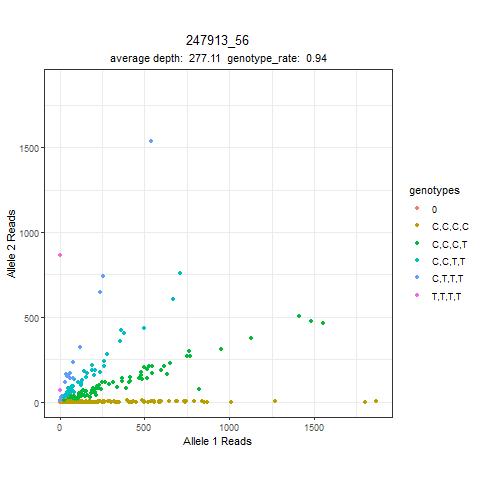 247913_56
average depth:  277.11  genotype_rate:  0.94
Allele 2 Reads
1500
1000
500
0
0
500
1000
1500
Allele 1 Reads
genotypes
0
C,C,C,C
C,C,C,T
C,C,T,T
C,T,T,T
T,T,T,T